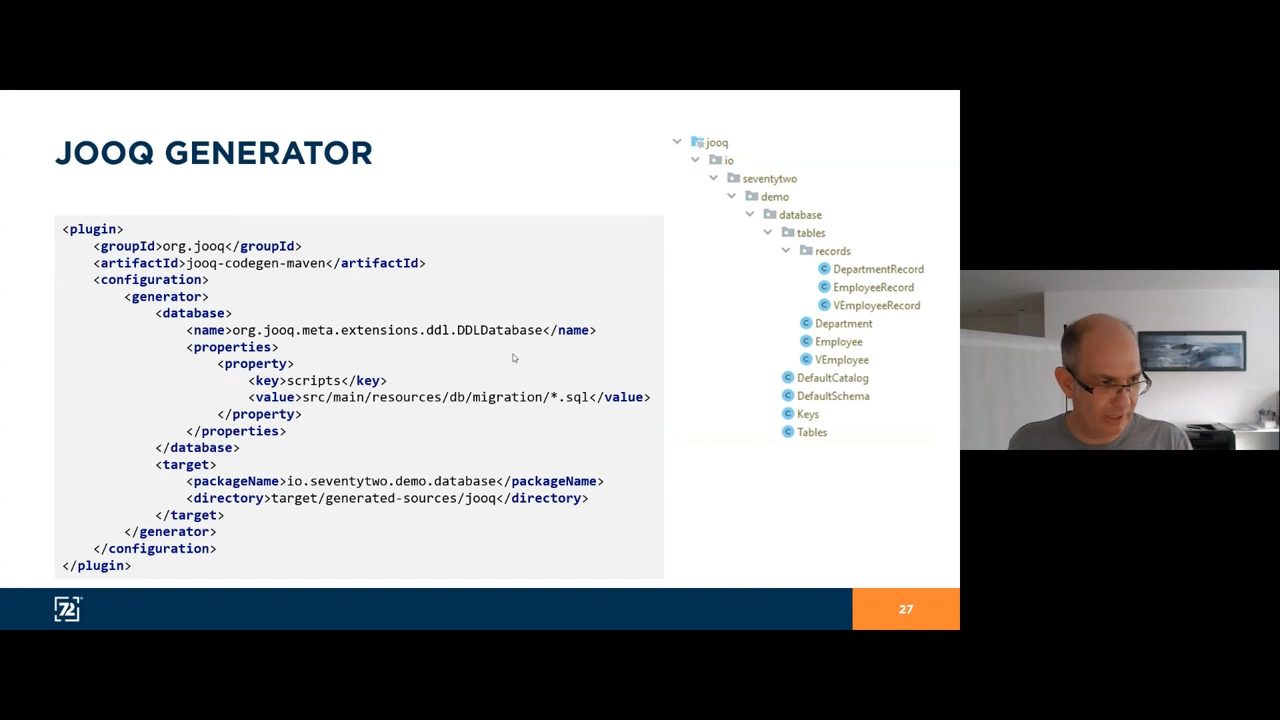 JOOQ GENERATOR
<plugin>
    <groupId>org.jooq</groupId>
    <artifactId>jooq-codegen-maven</artifactId>
    <configuration>
        <generator>
            <database>
                <name>org.jooq.meta.extensions.ddl.DDLDatabase</name>
                <properties>
                    <property>
                        <key>scripts</key>
                        <value>src/main/resources/db/migration/*.sql</value>
                    </property>
                </properties>
            </database>
            <target>
                <packageName>io.seventytwo.demo.database</packageName>
                <directory>target/generated-sources/jooq</directory>
            </target>
        </generator>
    </configuration>
</plugin>
jooq
io
seventytwo
demo
database
tables
records
C DepartmentRecord
C EmployeeRecord
C VEmployeeRecord
C Department
C Employee
C VEmployee
C DefaultCatalog
C DefaultSchema
C Keys
C Tables
72
27